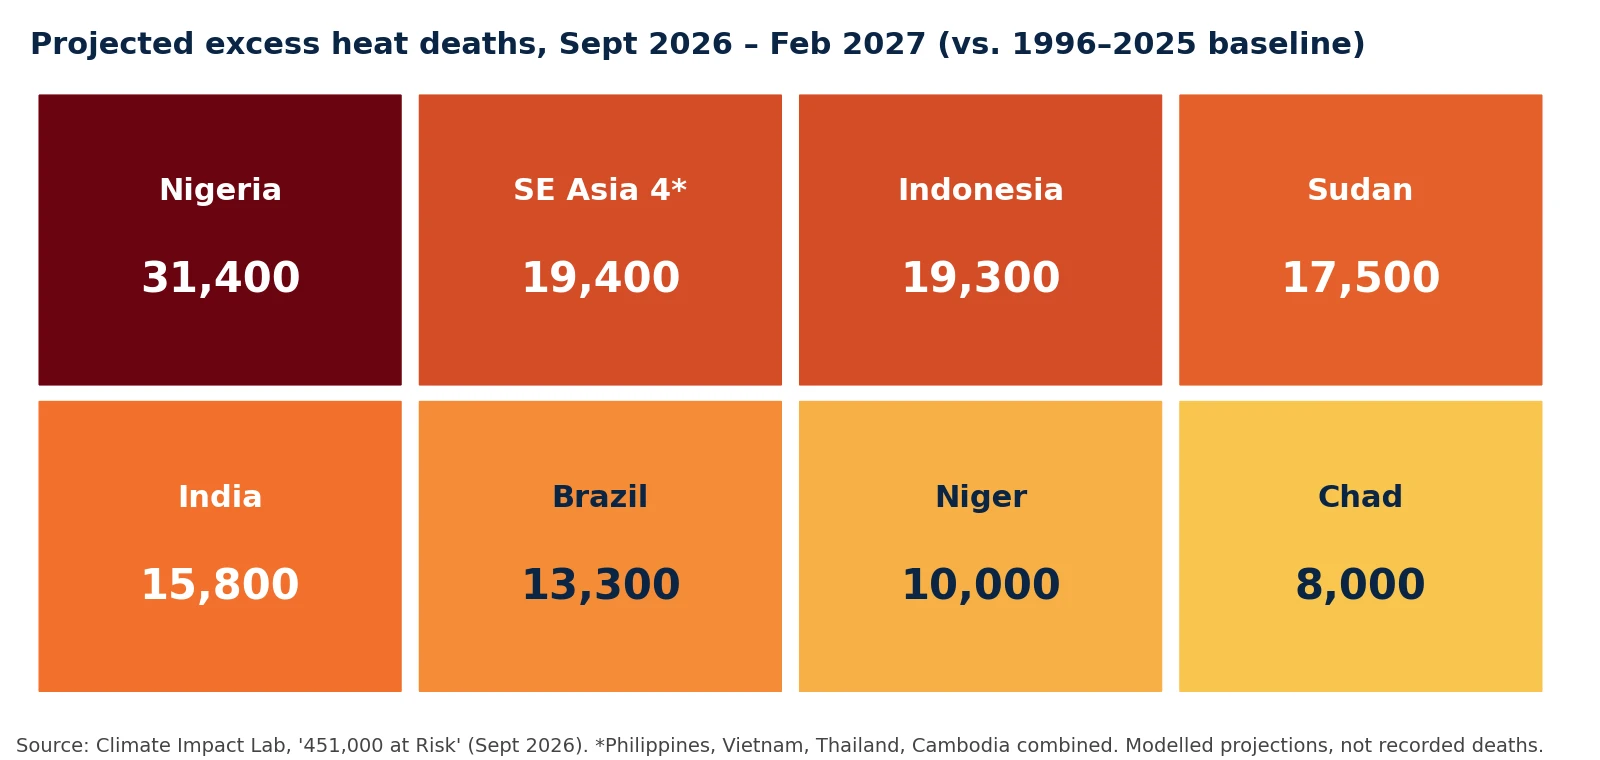 Projected excess heat deaths, Sept 2026 – Feb 2027 (vs. 1996–2025 baseline)
Nigeria
31,400
SE Asia 4*
19,400
Indonesia
19,300
Sudan
17,500
India
15,800
Brazil
13,300
Niger
10,000
Chad
8,000
Source: Climate Impact Lab, '451,000 at Risk' (Sept 2026). *Philippines, Vietnam, Thailand, Cambodia combined. Modelled projections, not recorded deaths.